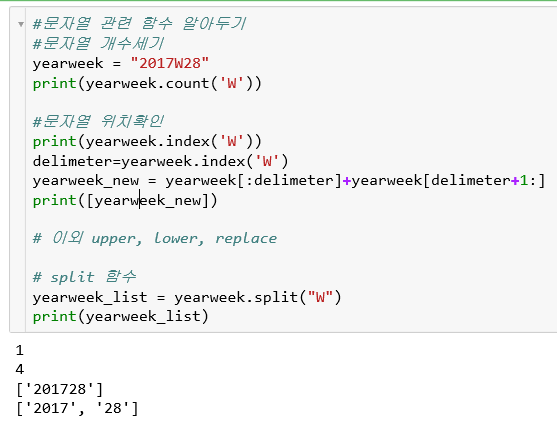 #문자열 관련 함수 알아두기
#문자열 개수세기
yearweek = "2017W28"
print(yearweek.count('W'))
#문자열 위치확인
print(yearweek.index('W'))
delimeter=yearweek.index('W')
yearweek_new = yearweek[:delimeter]+yearweek[delimeter+1:]
print([yearweek_new])
# 이외 upper, lower, replace
# split 함수
yearweek_list = yearweek.split("W")
print(yearweek_list)
1
4
['201728']
['2017', '28']